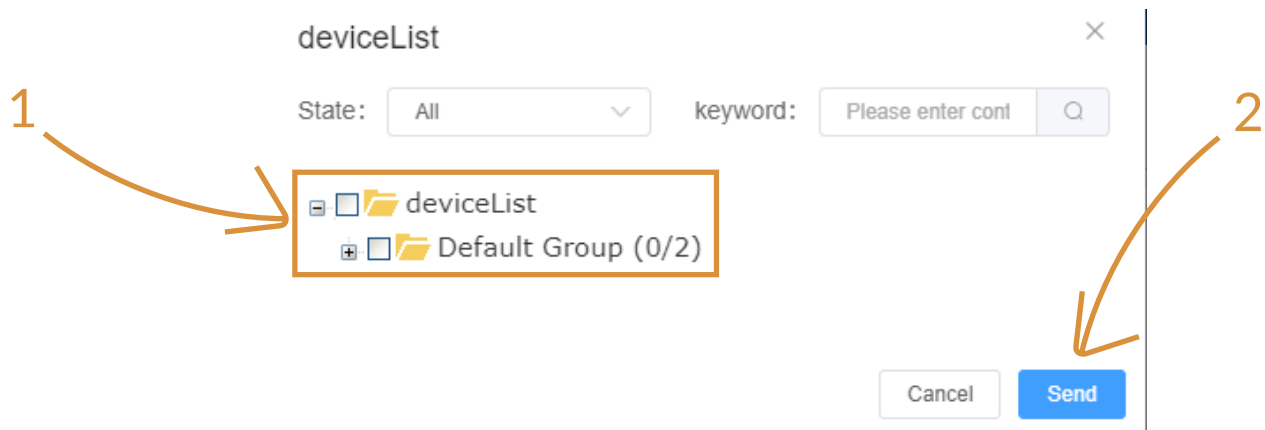 deviceList
1
State: All keyword: Please enter cont
2
deviceList
Default Group (0/2)
Cancel Send